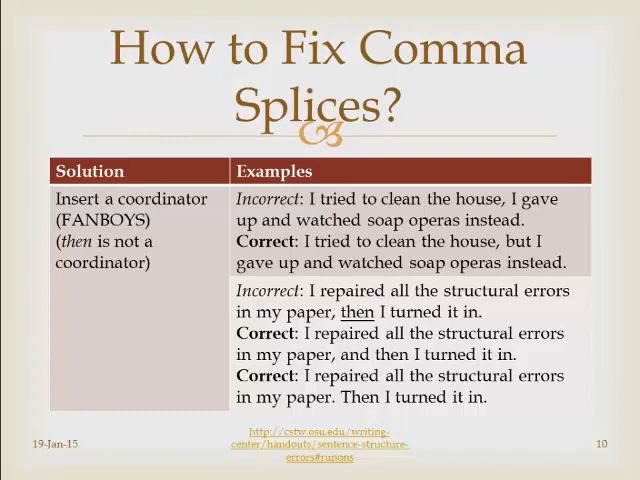 How to Fix Comma
Splices?
Solution
Examples
Insert a coordinator
(FANBOYS)
(then is not a
coordinator)
Incorrect: I tried to clean the house, I gave
up and watched soap operas instead.
Correct: I tried to clean the house, but I
gave up and watched soap operas instead.
Incorrect: I repaired all the structural errors
in my paper, then I turned it in.
Correct: I repaired all the structural errors
in my paper, and then I turned it in.
Correct: I repaired all the structural errors
in my paper. Then I turned it in.
19-Jan-15
http://cstw.osu.edu/writing-
center/handouts/sentence-structure-
errors#runons
10